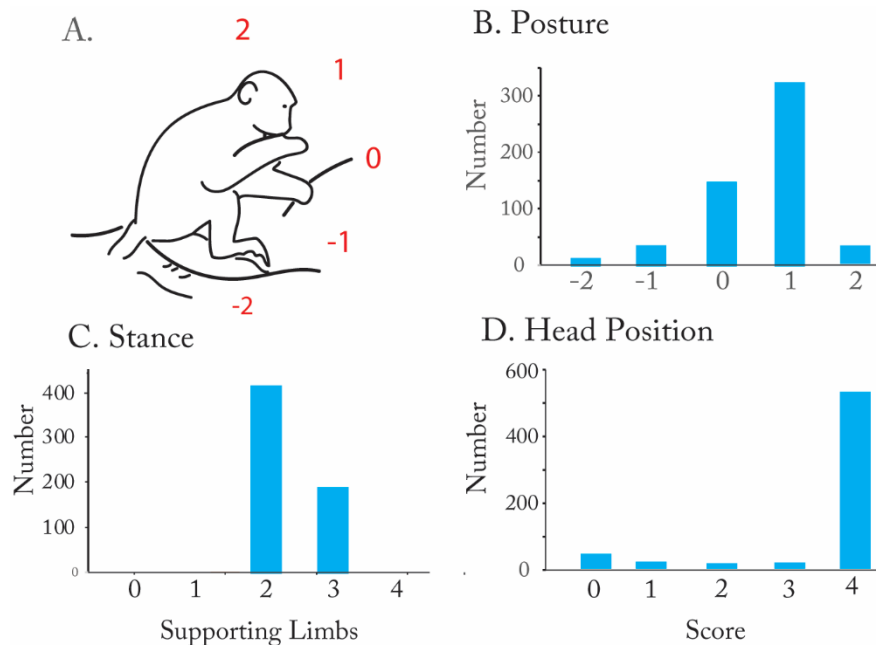 A.
2
1
0
-1
-2
B. Posture
Number
300
200
100
0
-2 -1 0 1 2
C. Stance
Number
400
300
200
100
0
0 1 2 3 4
Supporting Limbs
D. Head Position
Number
600
400
200
0
0 1 2 3 4
Score